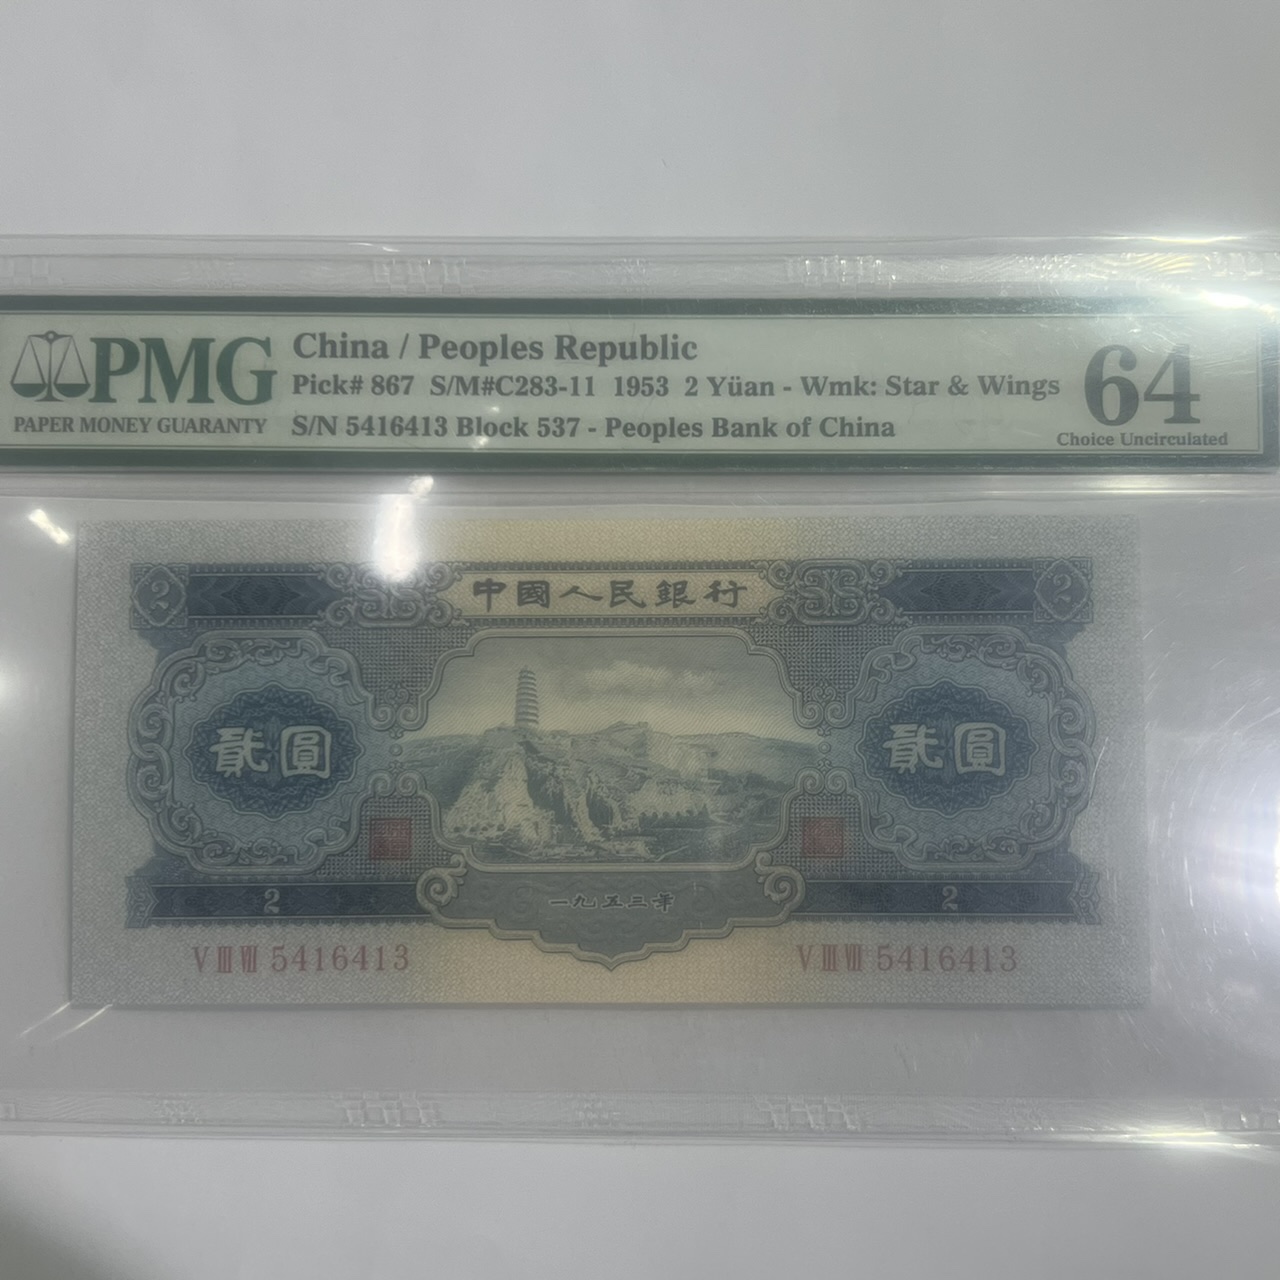 PMG
PAPER MONEY GUARANTY
China / Peoples Republic
Pick# 867 S/M#C283-11 1953 2 Yüan - Wmk: Star & Wings
S/N 5416413 Block 537 - Peoples Bank of China
64
Choice Uncirculated
2
中國人民銀行
2
貳圓
貳圓
2
一九五三年
2
V III VII 5416413
V III VII 5416413